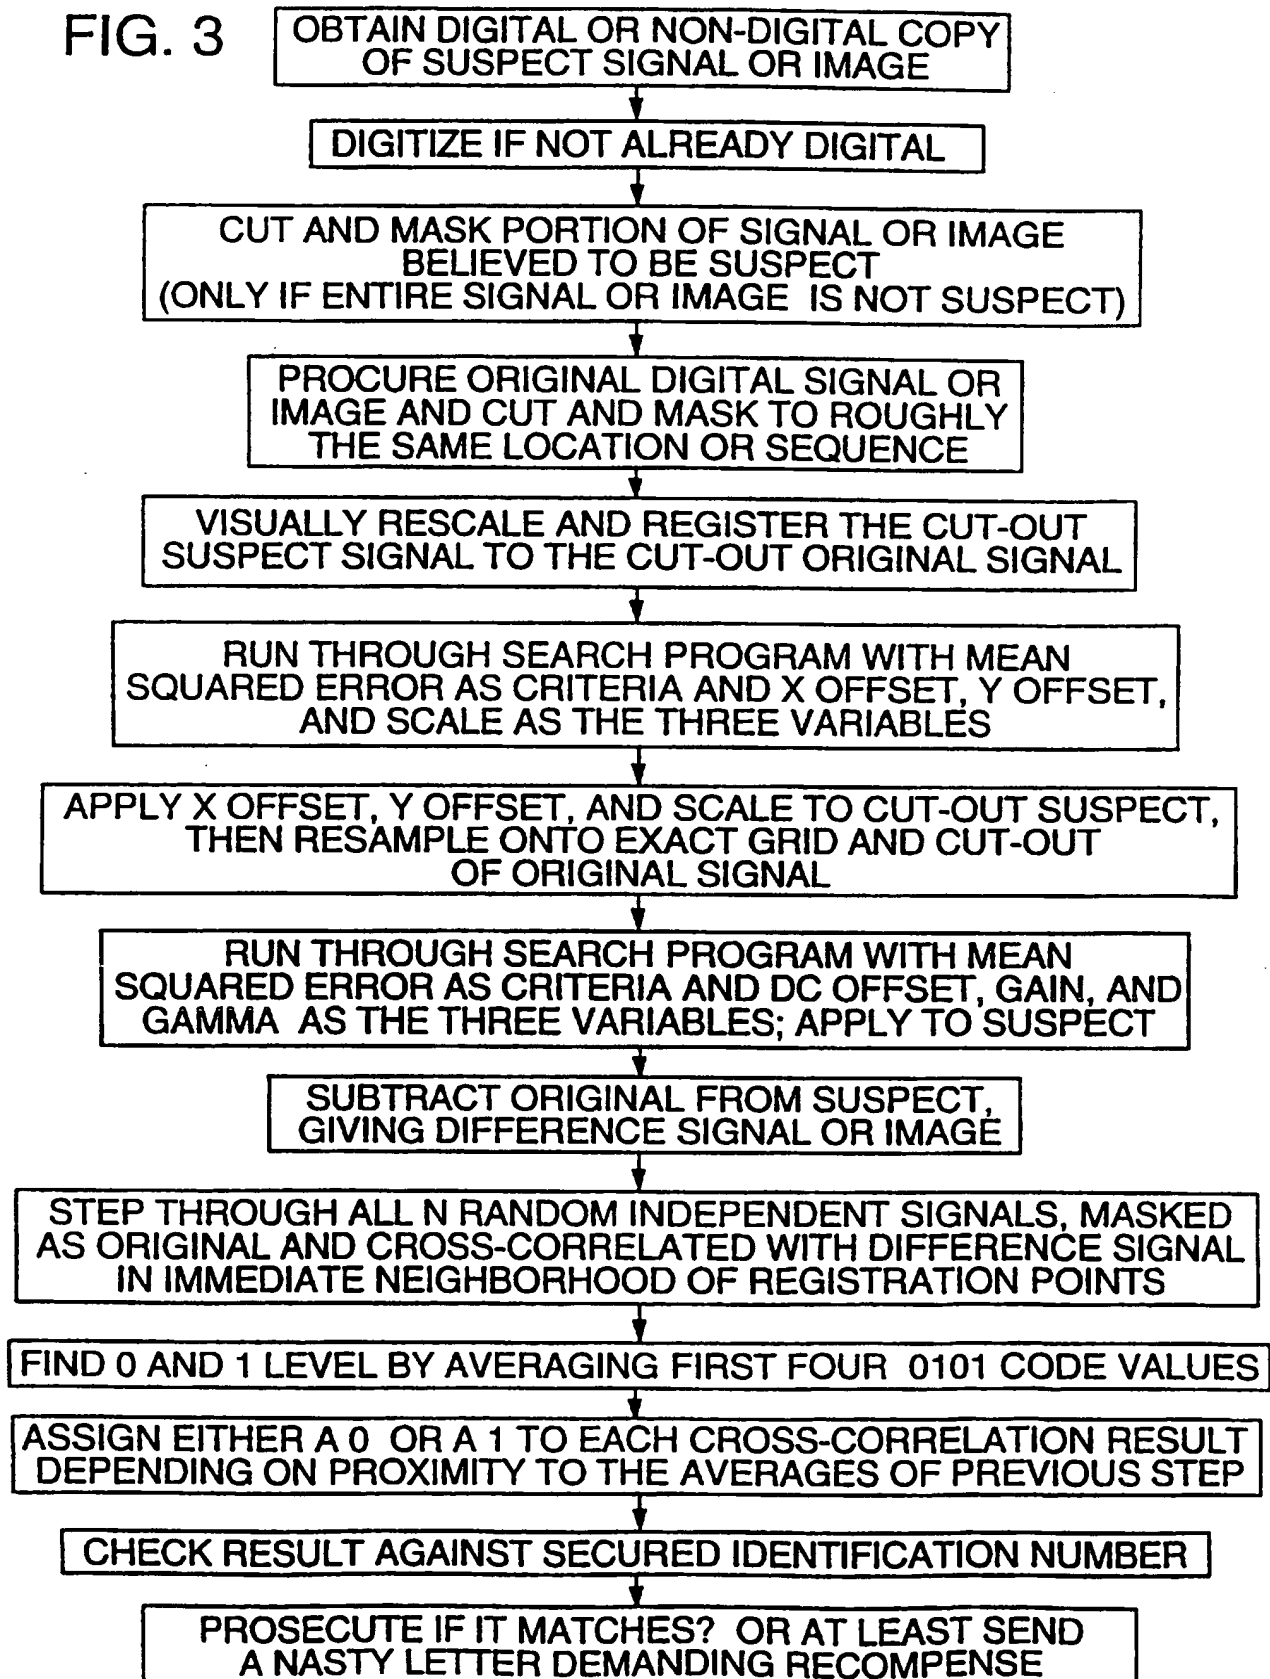 FIG. 3
OBTAIN DIGITAL OR NON-DIGITAL COPY
OF SUSPECT SIGNAL OR IMAGE
DIGITIZE IF NOT ALREADY DIGITAL
CUT AND MASK PORTION OF SIGNAL OR IMAGE
BELIEVED TO BE SUSPECT
(ONLY IF ENTIRE SIGNAL OR IMAGE IS NOT SUSPECT)
PROCURE ORIGINAL DIGITAL SIGNAL OR
IMAGE AND CUT AND MASK TO ROUGHLY
THE SAME LOCATION OR SEQUENCE
VISUALLY RESCALE AND REGISTER THE CUT-OUT
SUSPECT SIGNAL TO THE CUT-OUT ORIGINAL SIGNAL
RUN THROUGH SEARCH PROGRAM WITH MEAN
SQUARED ERROR AS CRITERIA AND X OFFSET, Y OFFSET,
AND SCALE AS THE THREE VARIABLES
APPLY X OFFSET, Y OFFSET, AND SCALE TO CUT-OUT SUSPECT,
THEN RESAMPLE ONTO EXACT GRID AND CUT-OUT
OF ORIGINAL SIGNAL
RUN THROUGH SEARCH PROGRAM WITH MEAN
SQUARED ERROR AS CRITERIA AND DC OFFSET, GAIN, AND
GAMMA AS THE THREE VARIABLES; APPLY TO SUSPECT
SUBTRACT ORIGINAL FROM SUSPECT,
GIVING DIFFERENCE SIGNAL OR IMAGE
STEP THROUGH ALL N RANDOM INDEPENDENT SIGNALS, MASKED
AS ORIGINAL AND CROSS-CORRELATED WITH DIFFERENCE SIGNAL
IN IMMEDIATE NEIGHBORHOOD OF REGISTRATION POINTS
FIND 0 AND 1 LEVEL BY AVERAGING FIRST FOUR 0101 CODE VALUES
ASSIGN EITHER A 0 OR A 1 TO EACH CROSS-CORRELATION RESULT
DEPENDING ON PROXIMITY TO THE AVERAGES OF PREVIOUS STEP
CHECK RESULT AGAINST SECURED IDENTIFICATION NUMBER
PROSECUTE IF IT MATCHES? OR AT LEAST SEND
A NASTY LETTER DEMANDING RECOMPENSE